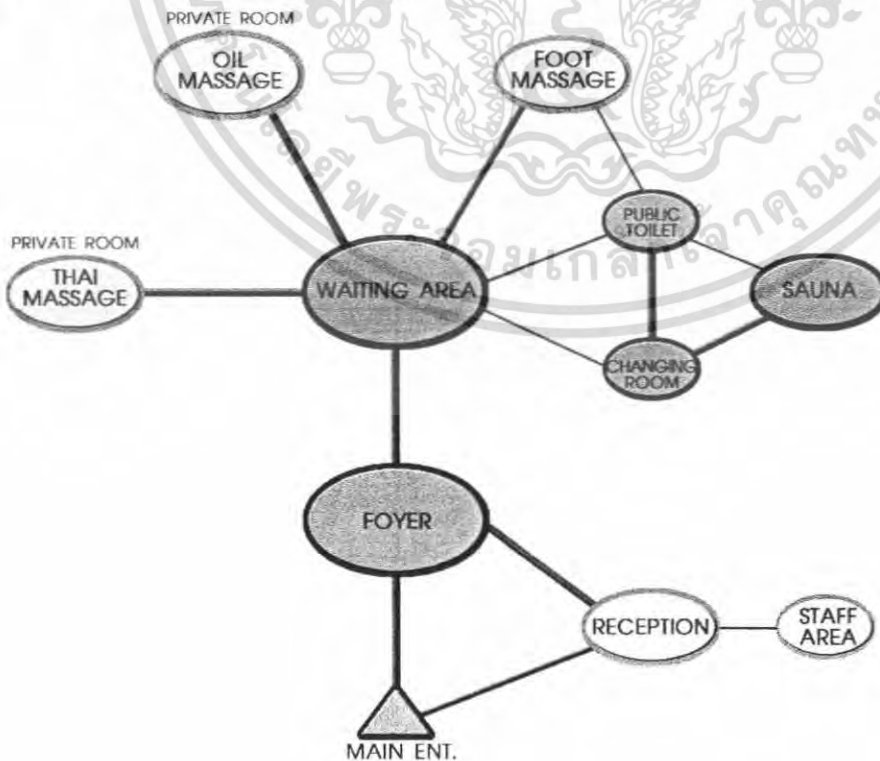 PRIVATE ROOM
OIL
MASSAGE
FOOT
MASSAGE
PUBLIC
TOILET
PRIVATE ROOM
THAI
MASSAGE
WAITING AREA
SAUNA
CHANGING
ROOM
FOYER
RECEPTION
STAFF
AREA
MAIN ENT.